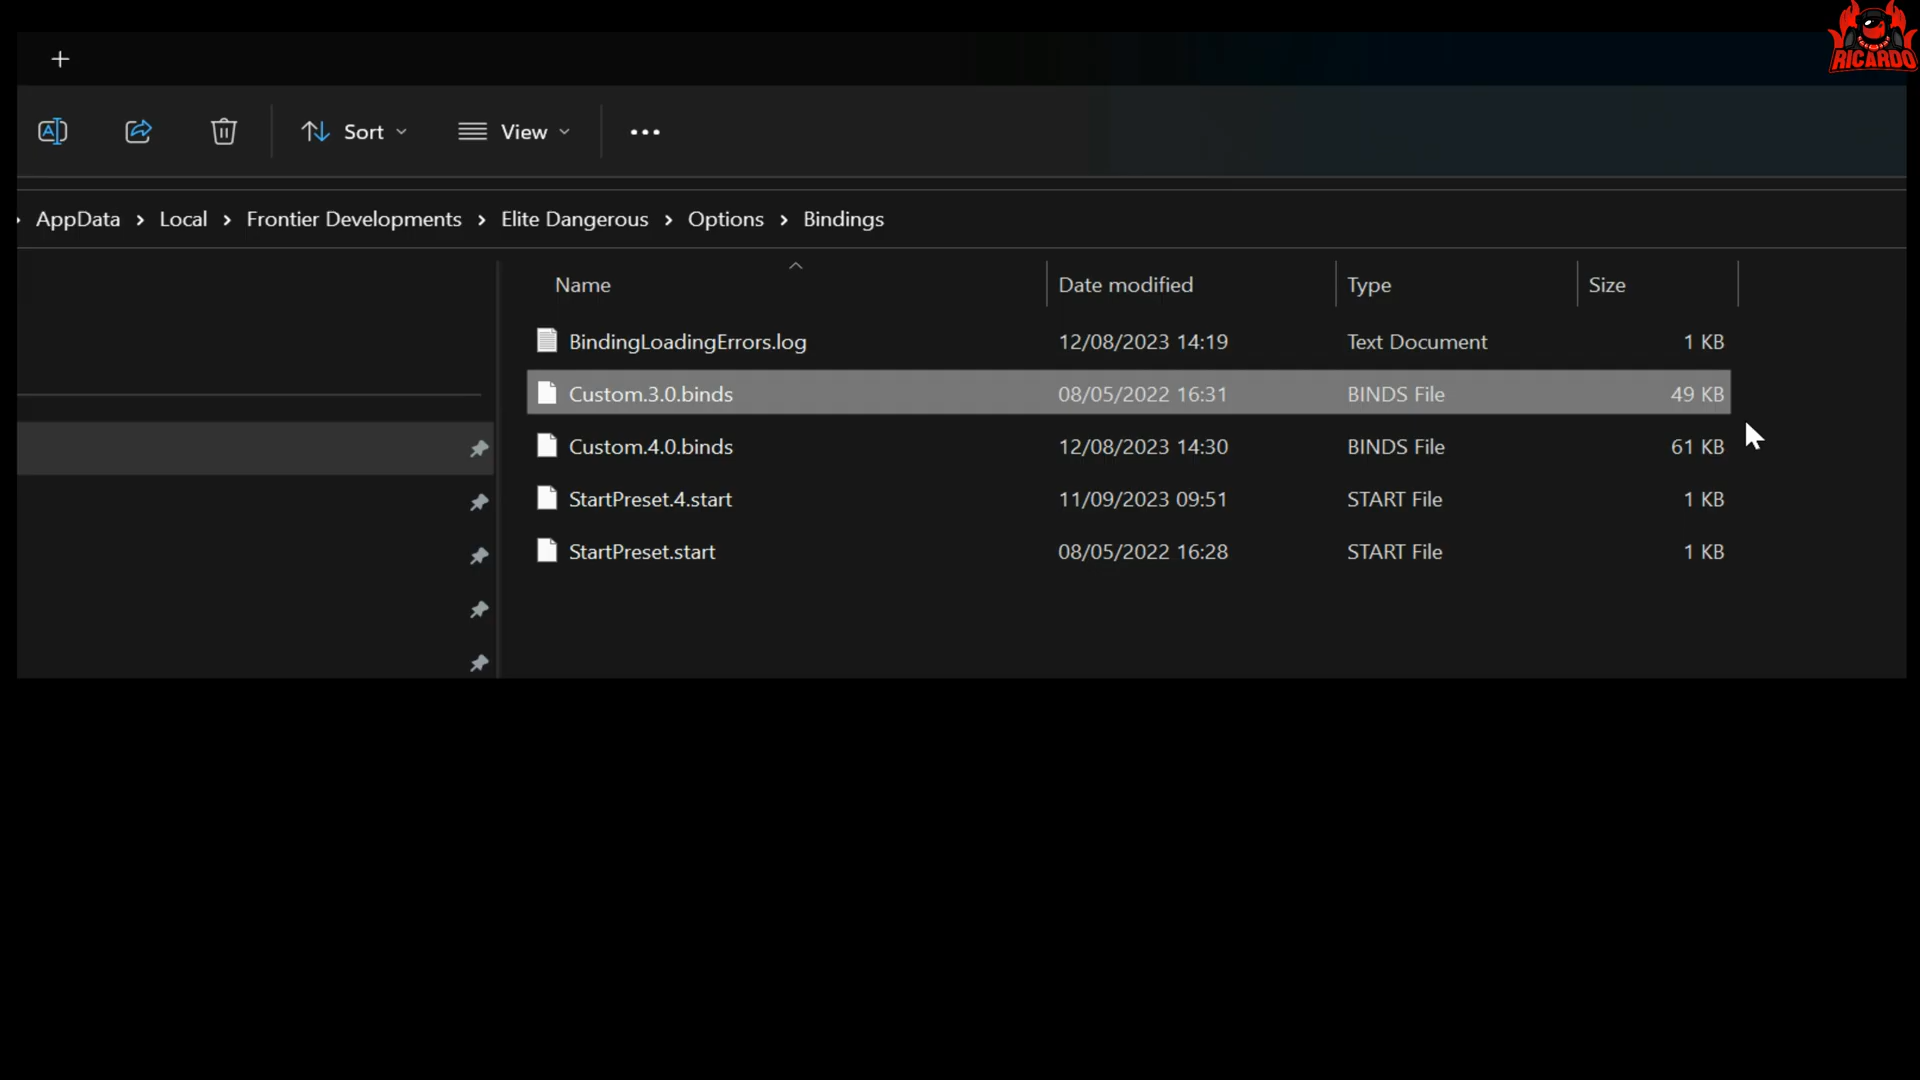 RICARDO
Sort View
AppData > Local > Frontier Developments > Elite Dangerous > Options > Bindings
Name Date modified Type Size
BindingLoadingErrors.log 12/08/2023 14:19 Text Document 1 KB
Custom.3.0.binds 08/05/2022 16:31 BINDS File 49 KB
Custom.4.0.binds 12/08/2023 14:30 BINDS File 61 KB
StartPreset.4.start 11/09/2023 09:51 START File 1 KB
StartPreset.start 08/05/2022 16:28 START File 1 KB